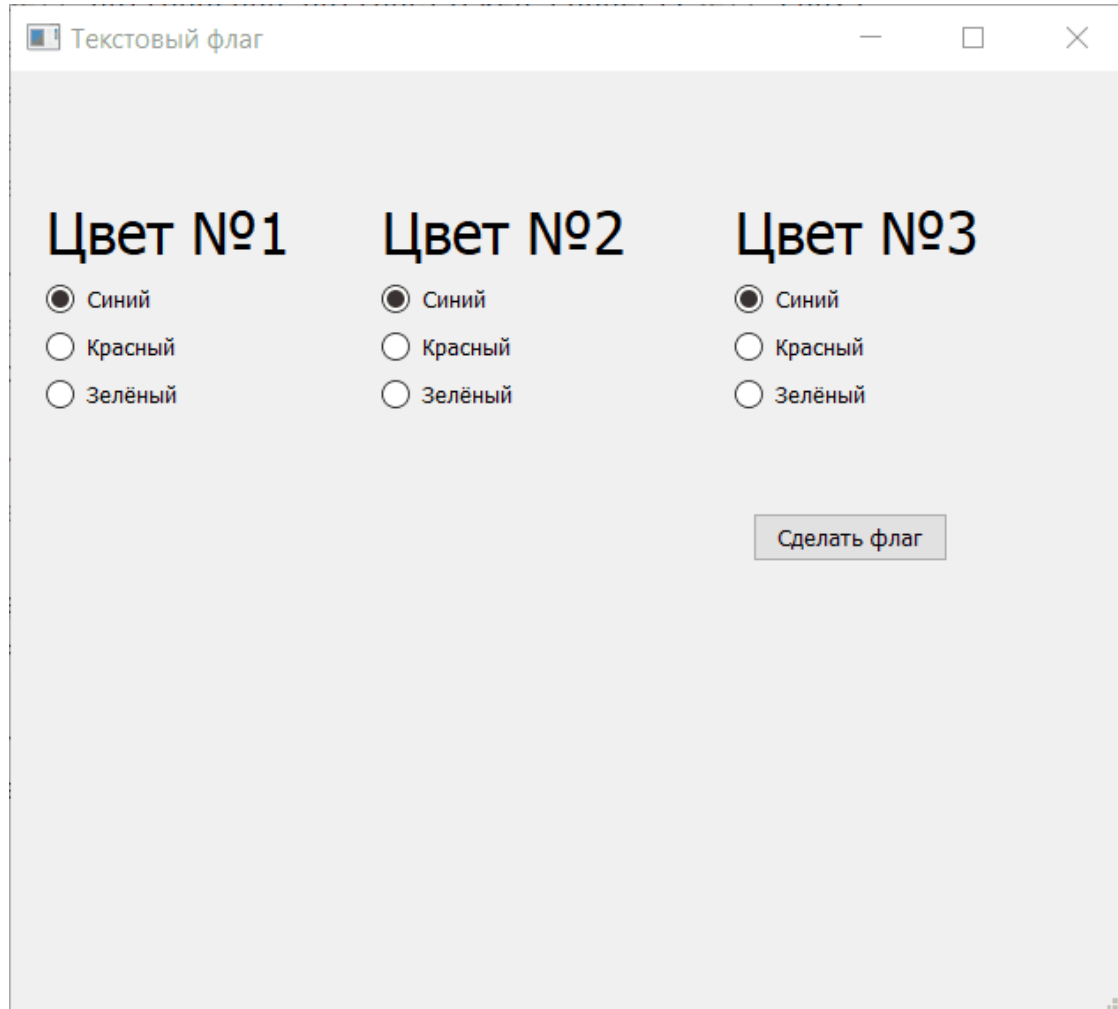 Текстовый флаг
Цвет №1 Цвет №2 Цвет №3
Синий Синий Синий
Красный Красный Красный
Зелёный Зелёный Зелёный
Сделать флаг